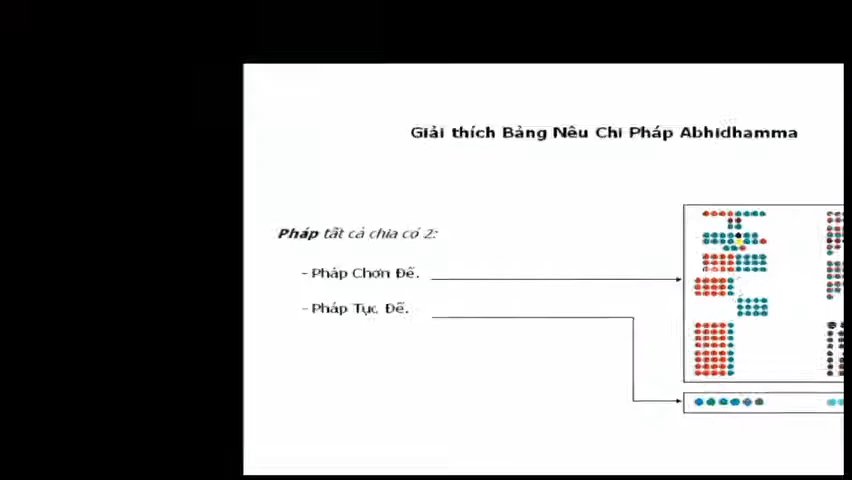 Giải thích Bảng Nêu Chi Pháp Abhidhamma
Pháp tất cả chia có 2:
- Pháp Chơn Đế.
- Pháp Tục Đế.